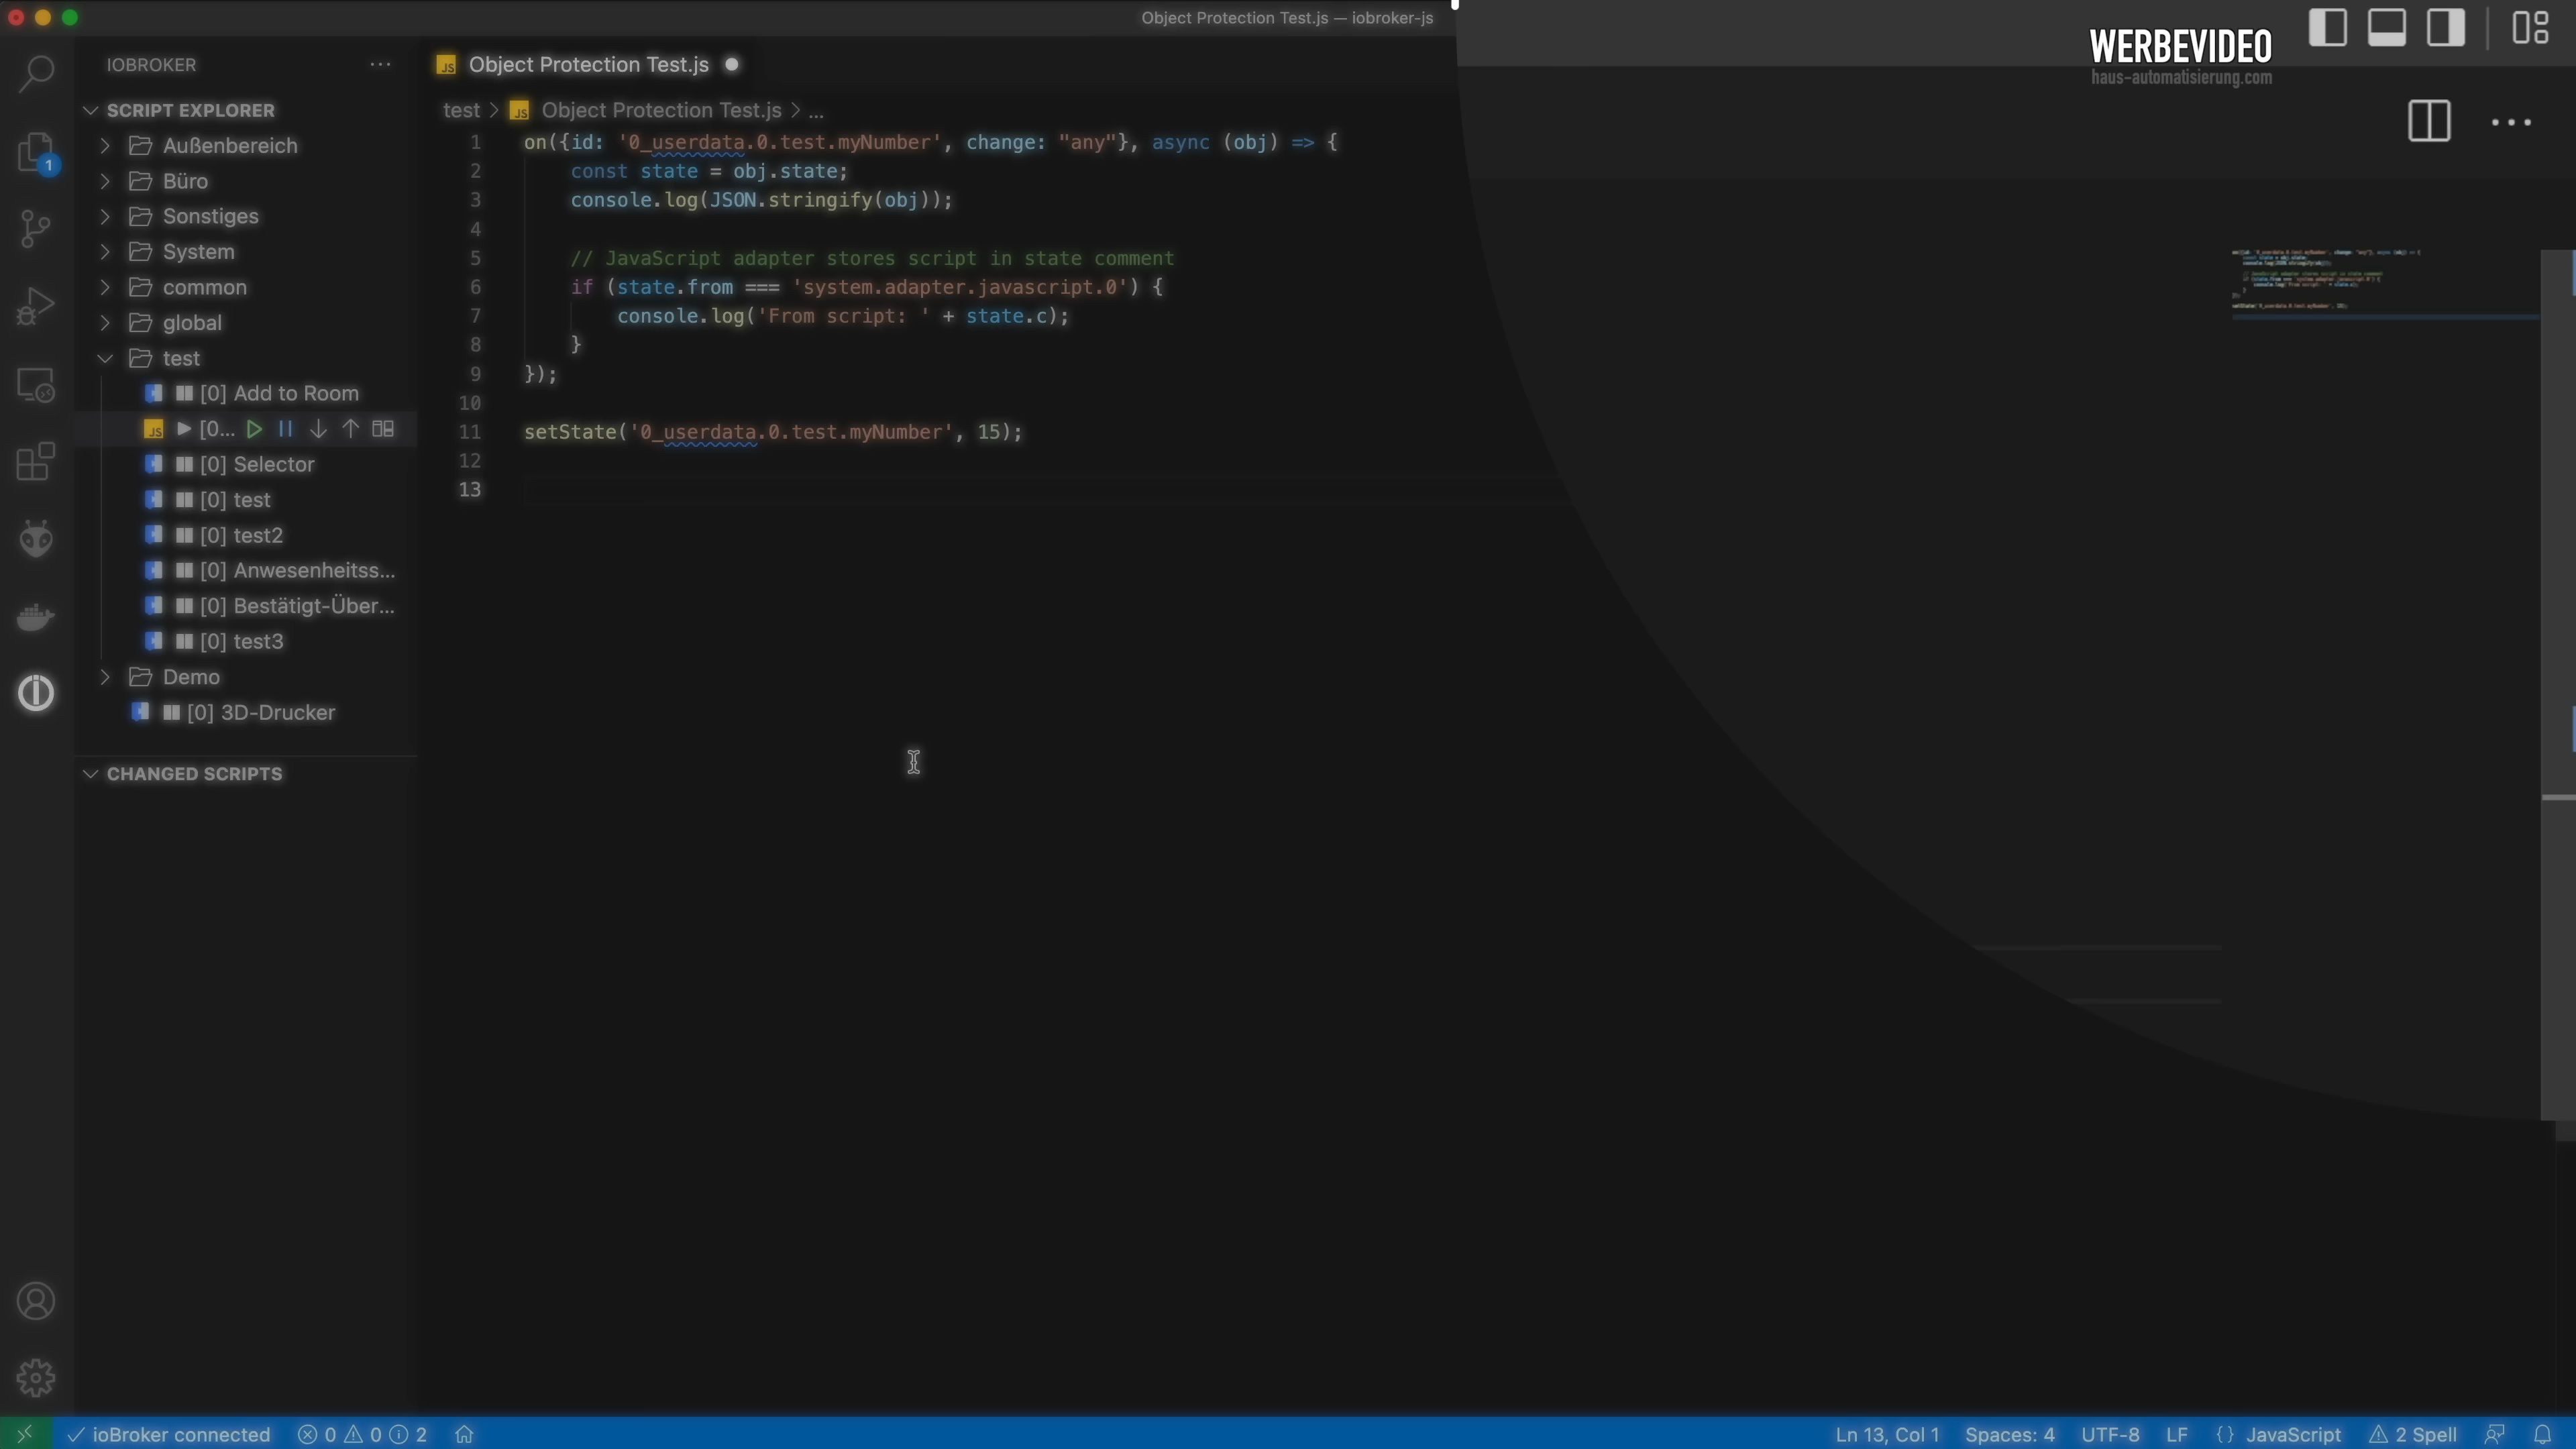 Object Protection Test.js — iobroker-js
WERBEVIDEO
haus-automatisierung.com
IOBROKER
Object Protection Test.js
SCRIPT EXPLORER
Außenbereich
Büro
Sonstiges
System
common
global
test
[0] Add to Room
JS [0...
[0] Selector
[0] test
[0] test2
[0] Anwesenheitss...
[0] Bestätigt-Über...
[0] test3
Demo
[0] 3D-Drucker
CHANGED SCRIPTS
1
JS
test > JS Object Protection Test.js > ...
1 on({id: '0_userdata.0.test.myNumber', change: "any"}, async (obj) => {
2 const state = obj.state;
3 console.log(JSON.stringify(obj));
4
5 // JavaScript adapter stores script in state comment
6 if (state.from === 'system.adapter.javascript.0') {
7 console.log('From script: ' + state.c);
8 }
9 });
10
11 setState('0_userdata.0.test.myNumber', 15);
12
13
ioBroker connected 0 0 2
Ln 13, Col 1 Spaces: 4 UTF-8 LF {} JavaScript 2 Spell